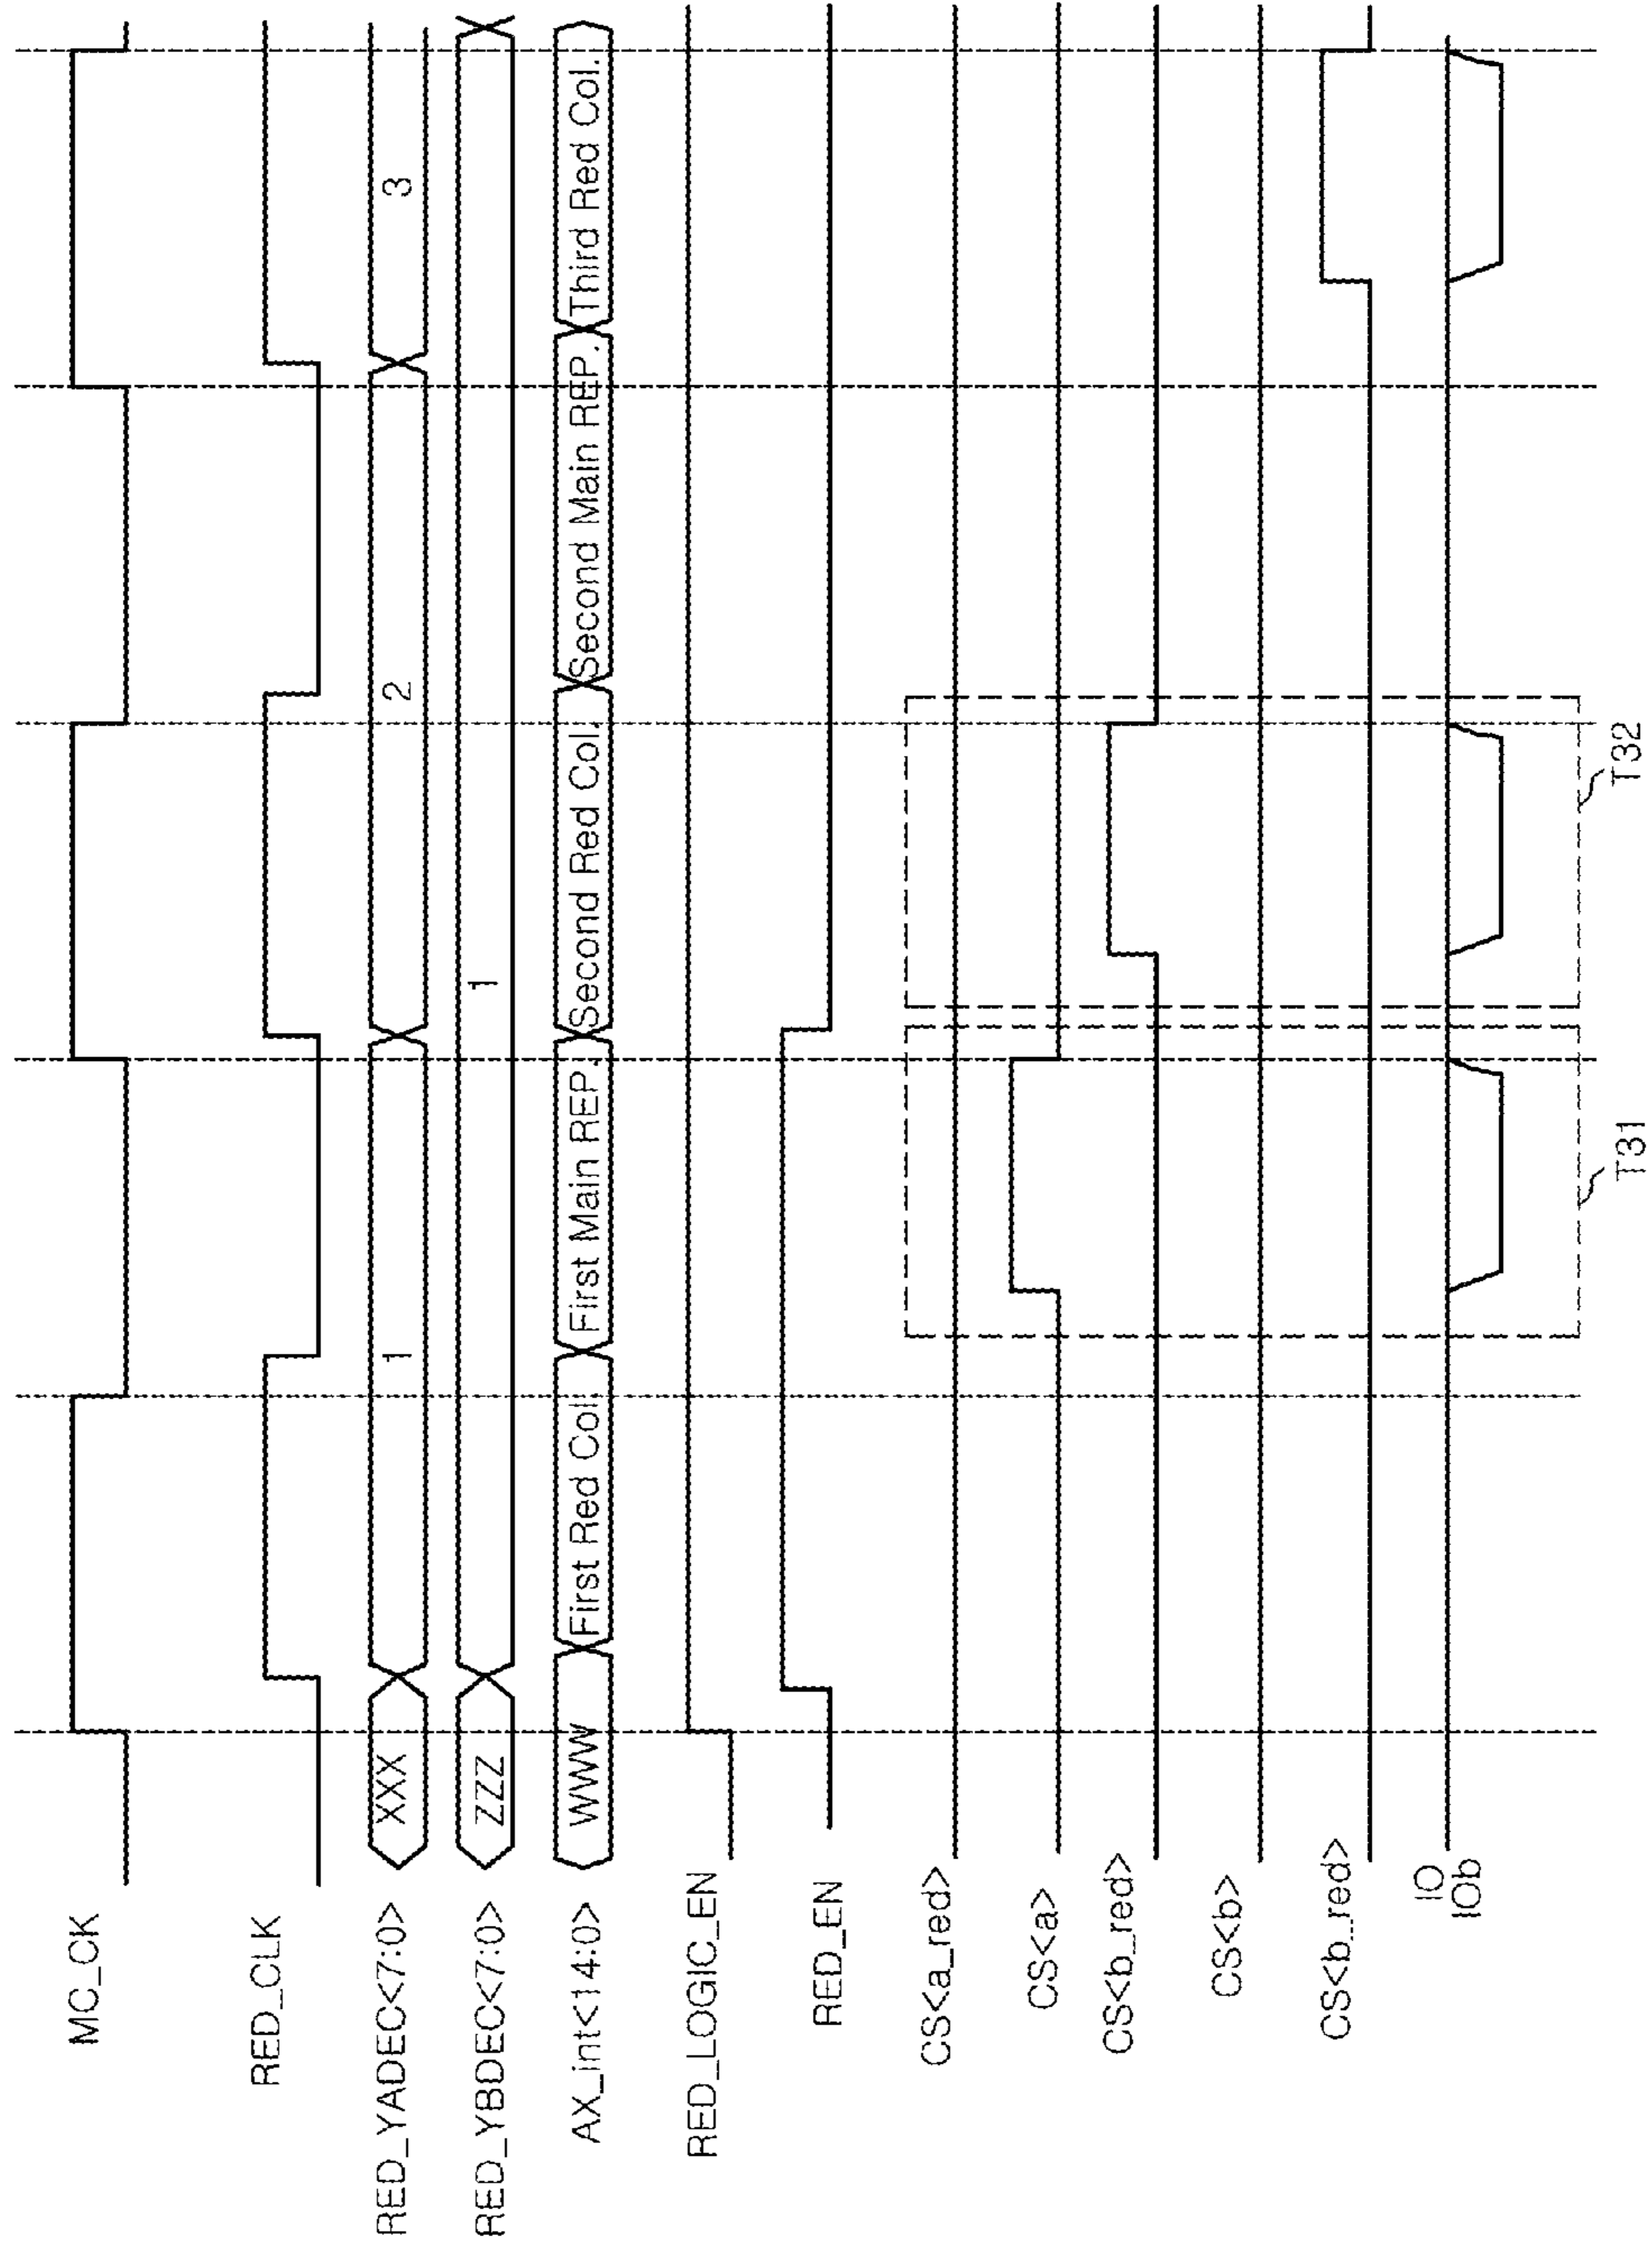 MC_CK
RED_CLK
RED_YADEC<7:0> XXX 1 2 3
RED_YBDEC<7:0> ZZZ 1
AX_int<14:0> WWW First Red Col. First Main REP. Second Red Col. Second Main REP. Third Red Col.
RED_LOGIC_EN
RED_EN
CS<a_red>
CS<a>
CS<b_red>
CS<b>
CS<b_red>
IO
IOb
T31 T32